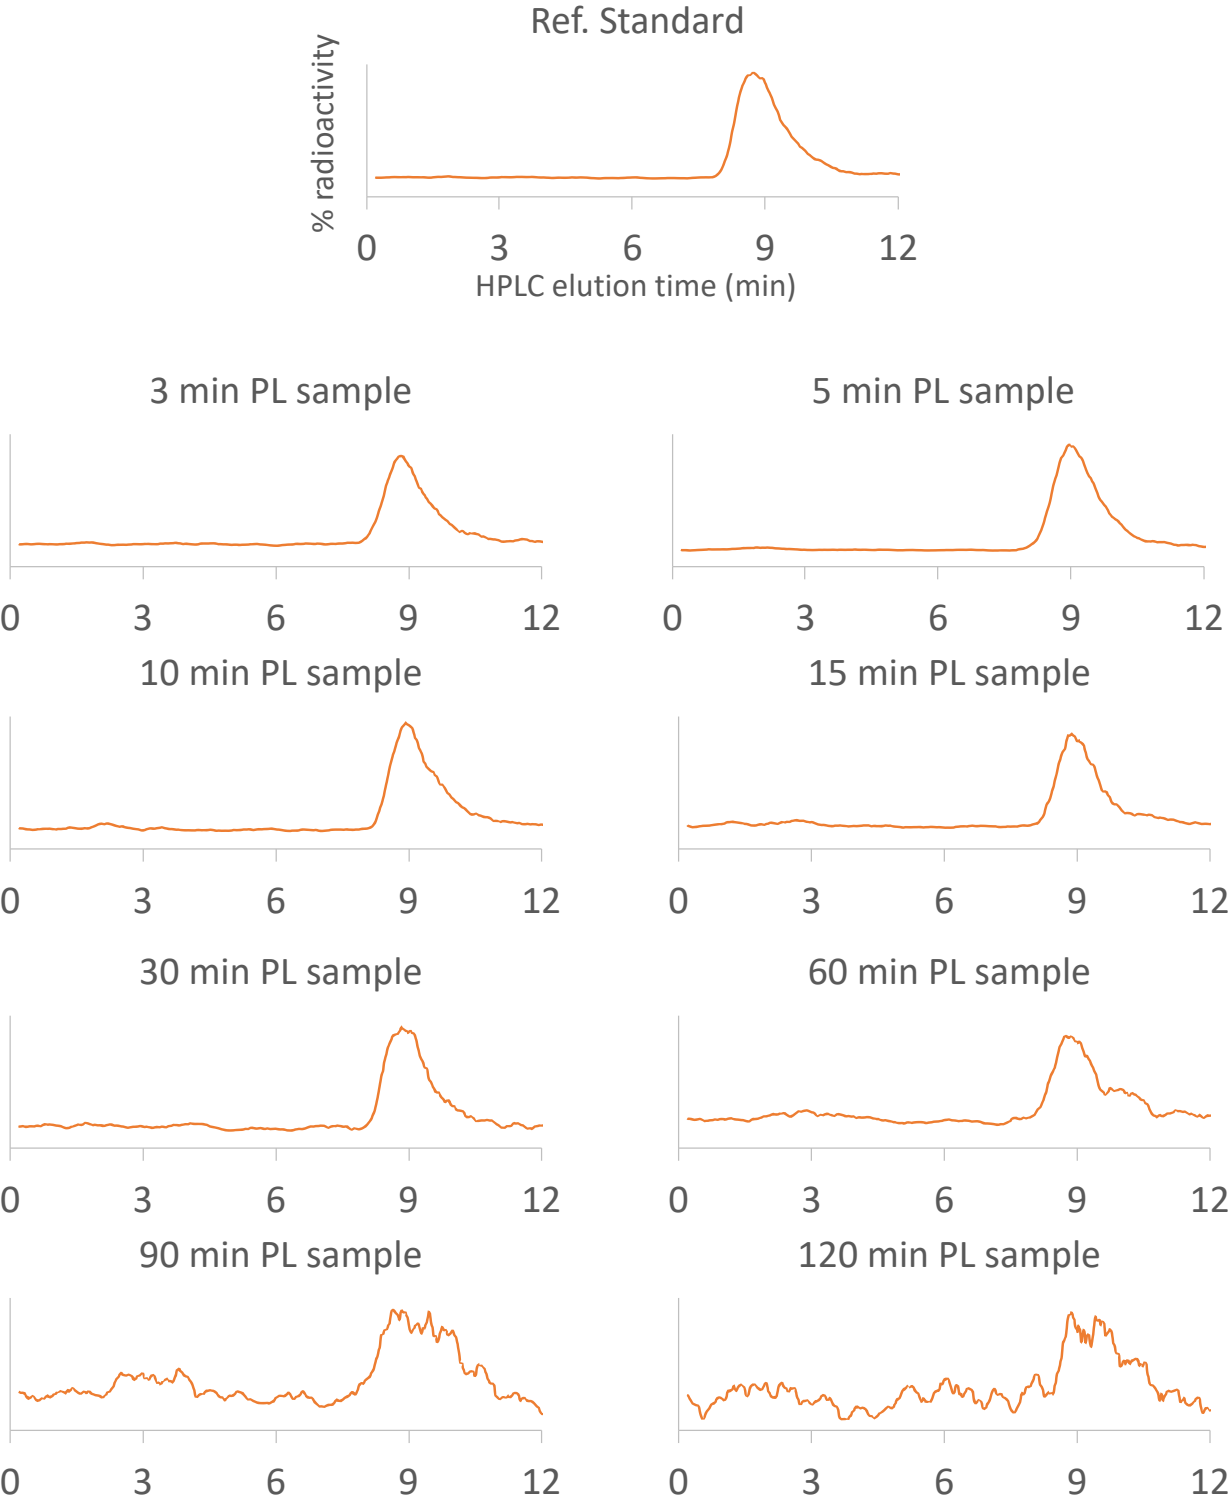 Ref. Standard
% radioactivity
0 3 6 9 12
HPLC elution time (min)
3 min PL sample
0 3 6 9 12
5 min PL sample
0 3 6 9 12
10 min PL sample
0 3 6 9 12
15 min PL sample
0 3 6 9 12
30 min PL sample
0 3 6 9 12
60 min PL sample
0 3 6 9 12
90 min PL sample
0 3 6 9 12
120 min PL sample
0 3 6 9 12